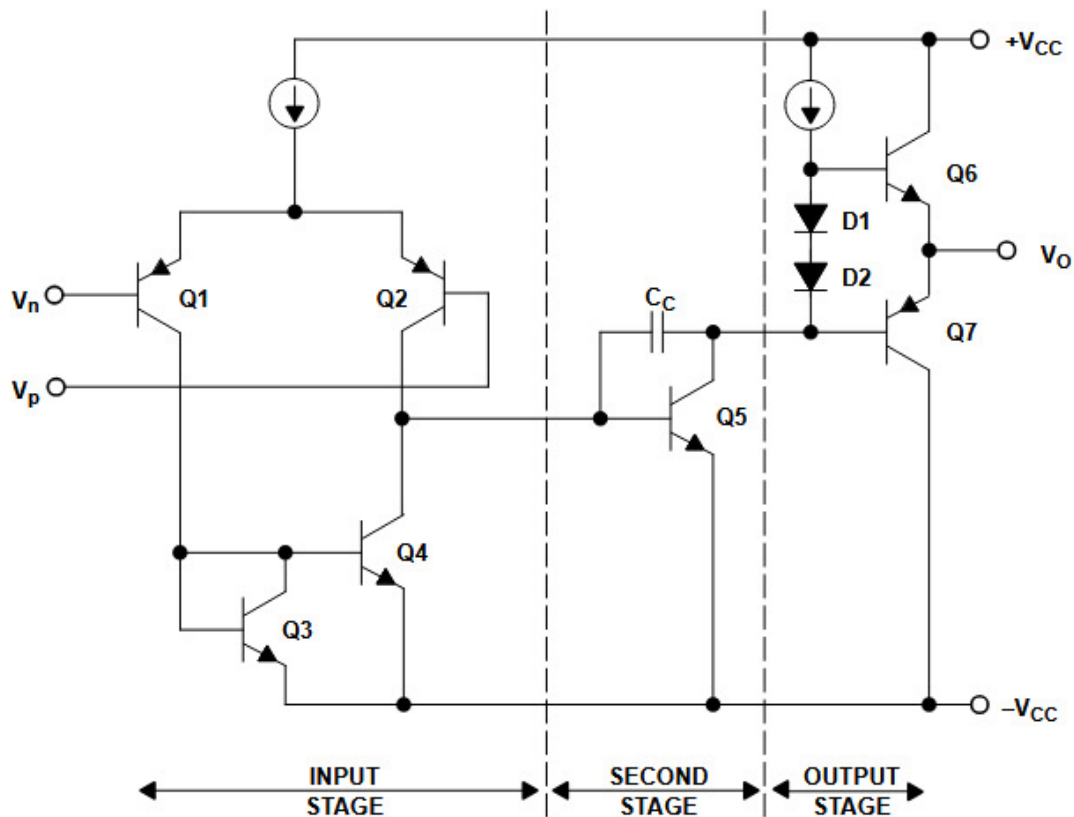 +VCC
Q6
D1
VO
Vn
Q1
Q2
D2
CC
Q7
Vp
Q5
Q4
Q3
–VCC
INPUT
STAGE
SECOND
STAGE
OUTPUT
STAGE